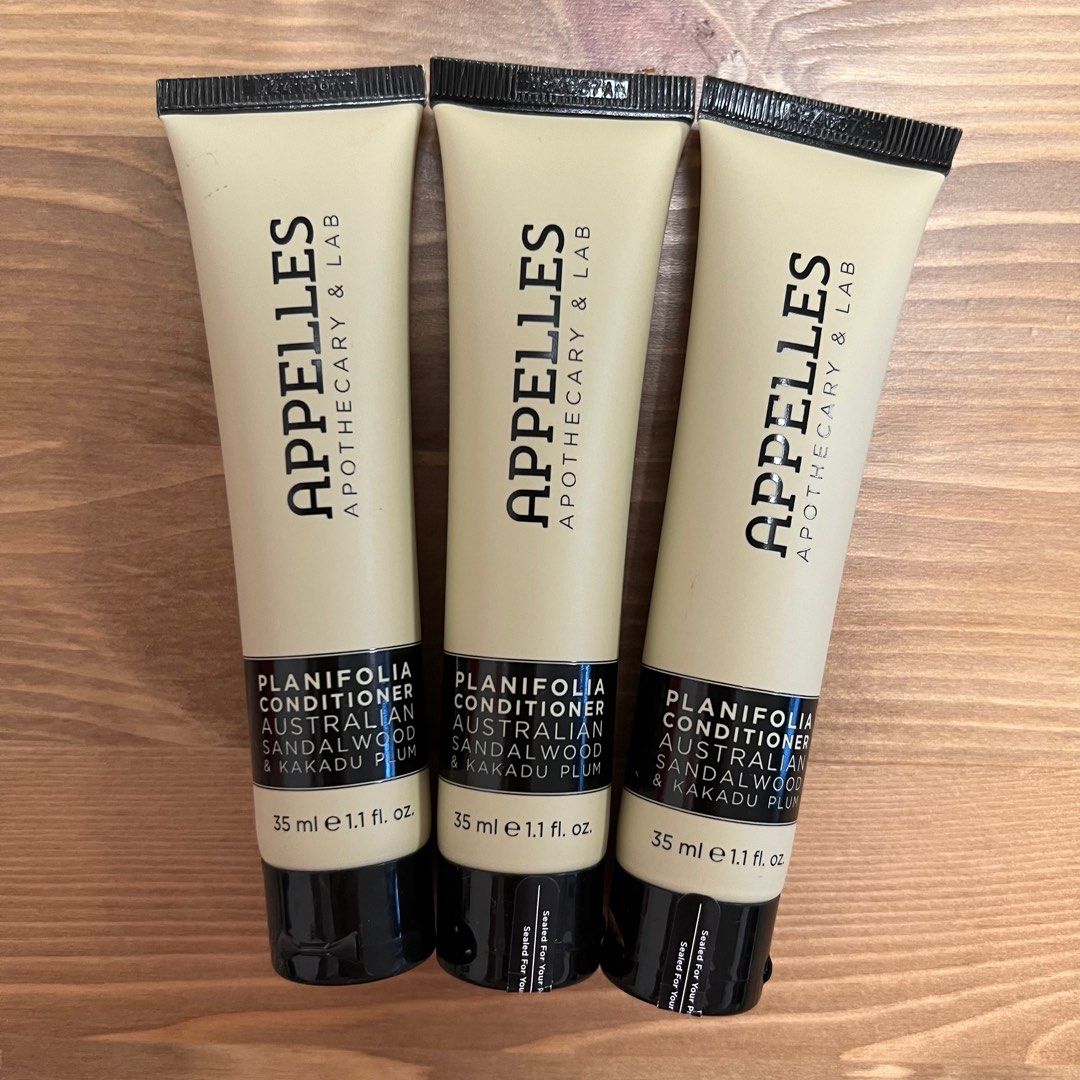 APPELLES
APOTHECARY & LAB
PLANIFOLIA
CONDITIONER
AUSTRALIAN
SANDALWOOD
& KAKADU PLUM
35 ml e 1.1 fl. oz.
APPELLES
APOTHECARY & LAB
PLANIFOLIA
CONDITIONER
AUSTRALIAN
SANDALWOOD
& KAKADU PLUM
35 ml e 1.1 fl. oz.
Sealed For Your P
Sealed For Your
APPELLES
APOTHECARY & LAB
PLANIFOLIA
CONDITIONER
AUSTRALIAN
SANDALWOOD
& KAKADU PLUM
35 ml e 1.1 fl. oz.
Sealed For Your Pr
Sealed For Your